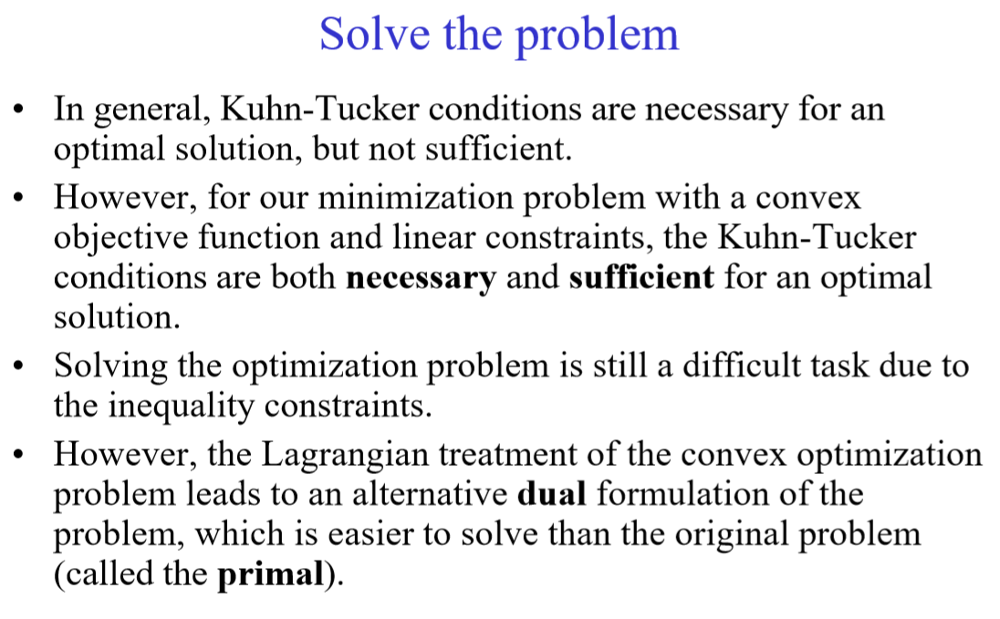 Solve the problem
• In general, Kuhn-Tucker conditions are necessary for an
optimal solution, but not sufficient.
• However, for our minimization problem with a convex
objective function and linear constraints, the Kuhn-Tucker
conditions are both necessary and sufficient for an optimal
solution.
• Solving the optimization problem is still a difficult task due to
the inequality constraints.
• However, the Lagrangian treatment of the convex optimization
problem leads to an alternative dual formulation of the
problem, which is easier to solve than the original problem
(called the primal).